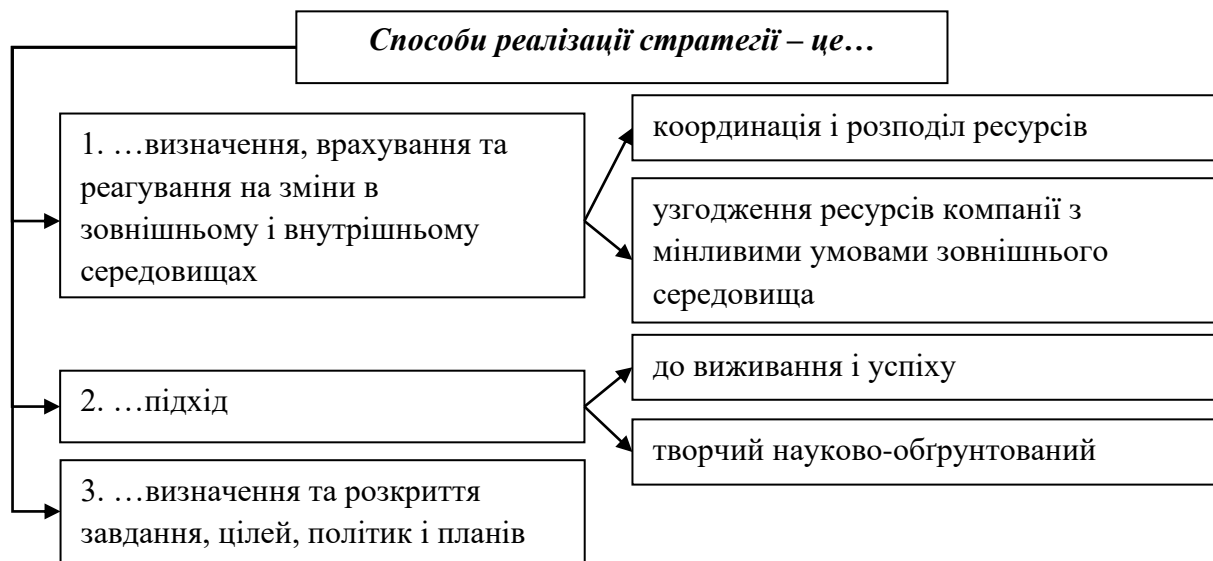 Способи реалізації стратегії – це…
1. …визначення, врахування та
реагування на зміни в
зовнішньому і внутрішньому
середовищах
координація і розподіл ресурсів
узгодження ресурсів компанії з
мінливими умовами зовнішнього
середовища
2. …підхід
до виживання і успіху
творчий науково-обґрунтований
3. …визначення та розкриття
завдання, цілей, політик і планів